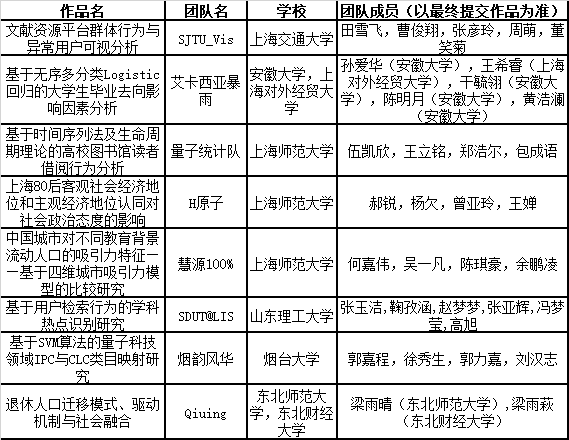 作品名 团队名 学校 团队成员（以最终提交作品为准）
文献资源平台群体行为与
异常用户可视分析
SJTU_Vis
上海交通大学
田雪飞，曹俊翔，张彦玲，周萌，董
笑菊
基于无序多分类Logistic
回归的大学生毕业去向影
响因素分析
艾卡西亚暴
雨
安徽大学，上
海对外经贸大
学
孙爱华（安徽大学），王希睿（上海
对外经贸大学），干毓翎（安徽大
学），陈明月（安徽大学），黄浩澜
（安徽大学）
基于时间序列法及生命周
期理论的高校图书馆读者
借阅行为分析
量子统计队
上海师范大学
伍凯欣，王立铭，郑浩尔，包成语
上海80后客观社会经济地
位和主观经济地位认同对
社会政治态度的影响
H原子
上海师范大学
郝锐，杨欠，曾亚玲，王婵
中国城市对不同教育背景
流动人口的吸引力特征—
—基于四维城市吸引力模
型的比较研究
慧源100%
上海师范大学
何嘉伟，吴一凡，陈琪豪，余鹏凌
基于用户检索行为的学科
热点识别研究
SDUT@LIS
山东理工大学
张玉洁,鞠孜涵,赵梦梦,张亚辉,冯梦
莹,高旭
基于SVM算法的量子科技
领域IPC与CLC类目映射研
究
烟韵风华
烟台大学
郭嘉程，徐秀生，郭力嘉，刘汉志
退休人口迁移模式、驱动
机制与社会融合
Qiuing
东北师范大
学，东北财经
大学
梁雨晴（东北师范大学）,梁雨萩
（东北财经大学）